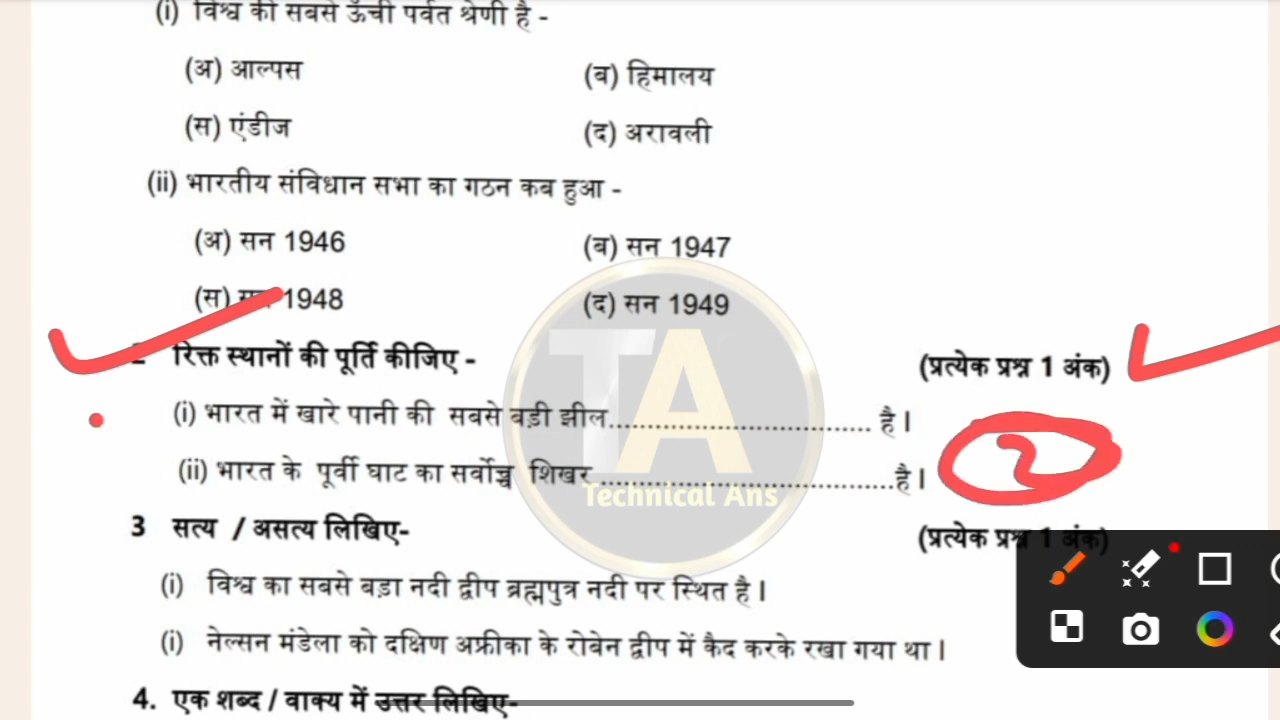 (i) विश्व की सबसे ऊँची पर्वत श्रेणी है -
(अ) आल्पस (ब) हिमालय
(स) एंडीज (द) अरावली
(ii) भारतीय संविधान सभा का गठन कब हुआ -
(अ) सन 1946 (ब) सन 1947
(स) सन 1948 (द) सन 1949
2 रिक्त स्थानों की पूर्ति कीजिए - (प्रत्येक प्रश्न 1 अंक)
(i) भारत में खारे पानी की सबसे बड़ी झील.............................. है।
(ii) भारत के पूर्वी घाट का सर्वोच्च शिखर..................................है।
2
TA
Technical Ans
3 सत्य / असत्य लिखिए- (प्रत्येक प्रश्न 1 अंक)
(i) विश्व का सबसे बड़ा नदी द्वीप ब्रह्मपुत्र नदी पर स्थित है।
(i) नेल्सन मंडेला को दक्षिण अफ्रीका के रोबेन द्वीप में कैद करके रखा गया था।
4. एक शब्द / वाक्य में उत्तर लिखिए-